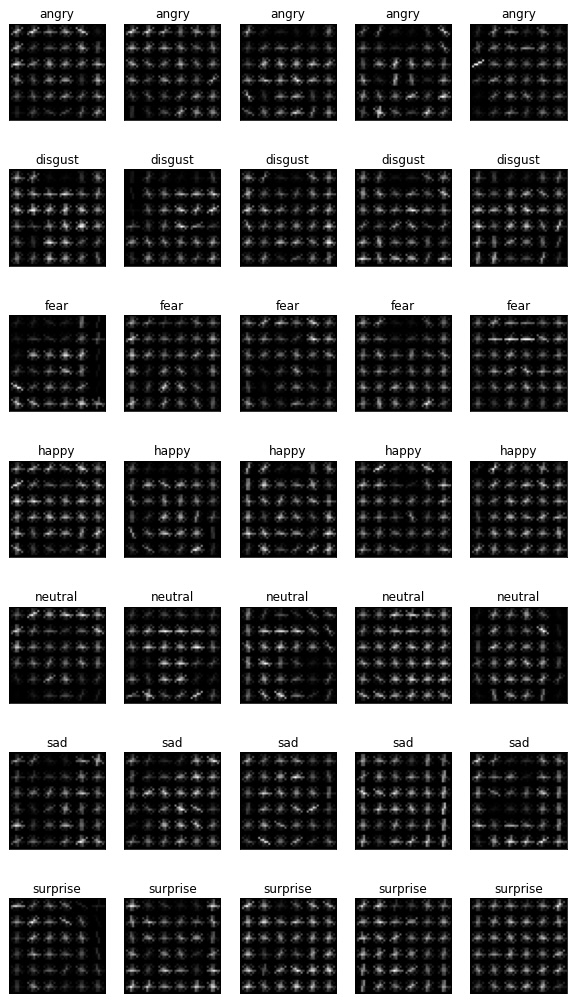 angry angry angry angry angry
disgust disgust disgust disgust disgust
fear fear fear fear fear
happy happy happy happy happy
neutral neutral neutral neutral neutral
sad sad sad sad sad
surprise surprise surprise surprise surprise